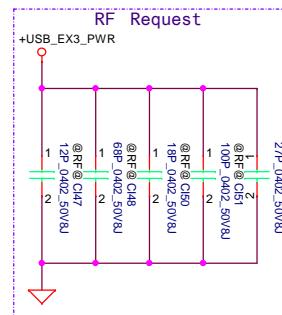 RF Request
+USB_EX3_PWR
1
2
@RF@ CI47
12P_0402_50V8J
1
2
@RF@ CI48
68P_0402_50V8J
1
2
@RF@ CI50
18P_0402_50V8J
1
2
@RF@ CI51
100P_0402_50V8J
1
2
27P_0402_50V8J